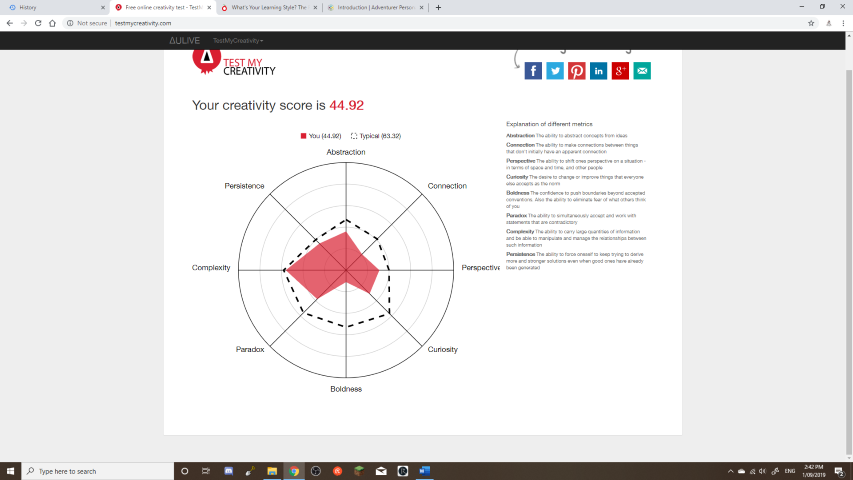 History
Free online creativity test - Test
What's Your Learning Style? The
Introduction | Adventurer Person
Not secure | testmycreativity.com
AULIVE TestMyCreativity
TEST MY
CREATIVITY
Your creativity score is 44.92
You (44.92) Typical (63.32)
Abstraction
Persistence
Connection
Complexity
Perspective
Paradox
Curiosity
Boldness
Explanation of different metrics
Abstraction The ability to abstract concepts from ideas
Connection The ability to make connections between things
that don't initially have an apparent connection
Perspective The ability to shift ones perspective on a situation -
in terms of space and time, and other people
Curiosity The desire to change or improve things that everyone
else accepts as the norm
Boldness The confidence to push boundaries beyond accepted
conventions. Also the ability to eliminate fear of what others think
of you
Paradox The ability to simultaneously accept and work with
statements that are contradictory
Complexity The ability to carry large quantities of information
and be able to manipulate and manage the relationships between
such information
Persistence The ability to force oneself to keep trying to derive
more and stronger solutions even when good ones have already
been generated
Type here to search
ENG
2:42 PM
1/09/2019